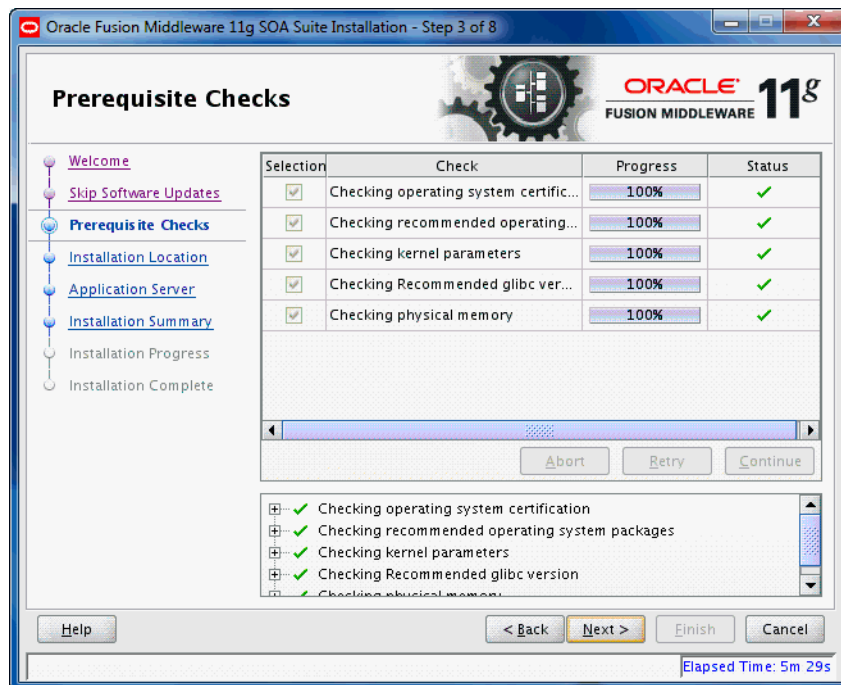 Oracle Fusion Middleware 11g SOA Suite Installation - Step 3 of 8
Prerequisite Checks
ORACLE
FUSION MIDDLEWARE
11g
Welcome
Skip Software Updates
Prerequisite Checks
Installation Location
Application Server
Installation Summary
Installation Progress
Installation Complete
Selection Check Progress Status
Checking operating system certific... 100%
Checking recommended operating... 100%
Checking kernel parameters 100%
Checking Recommended glibc ver... 100%
Checking physical memory 100%
Abort Retry Continue
Checking operating system certification
Checking recommended operating system packages
Checking kernel parameters
Checking Recommended glibc version
Checking physical memory
Help < Back Next > Finish Cancel
Elapsed Time: 5m 29s